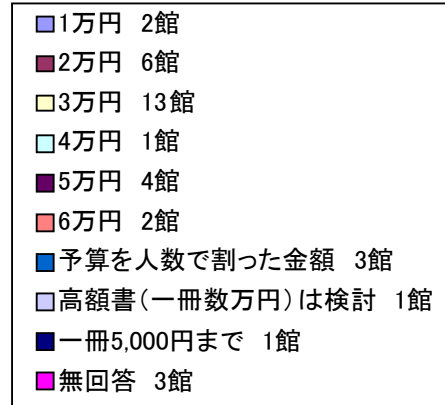 1万円 2館
2万円 6館
3万円 13館
4万円 1館
5万円 4館
6万円 2館
予算を人数で割った金額 3館
高額書(一冊数万円)は検討 1館
一冊5,000円まで 1館
無回答 3館